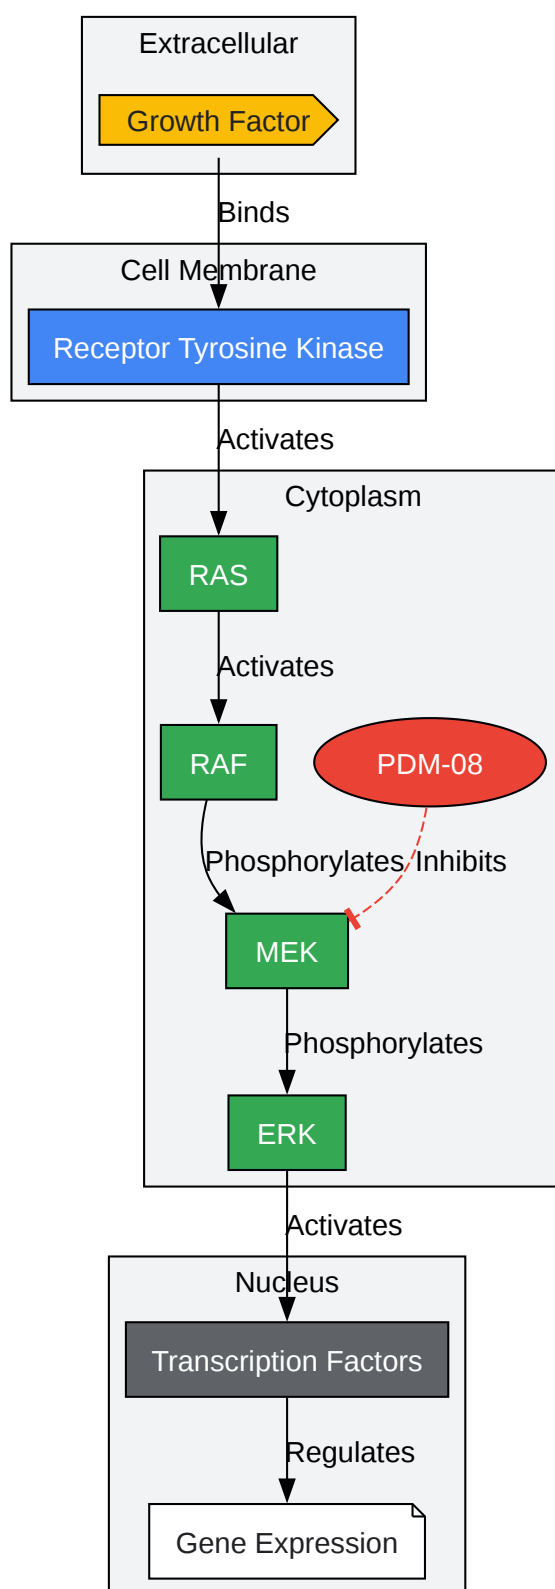 Extracellular
Growth Factor
Binds
Cell Membrane
Receptor Tyrosine Kinase
Activates
Cytoplasm
RAS
Activates
RAF
PDM-08
Phosphorylates
Inhibits
MEK
Phosphorylates
ERK
Activates
Nucleus
Transcription Factors
Regulates
Gene Expression